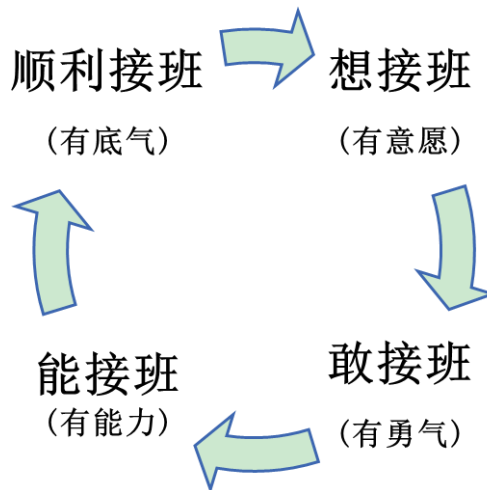 顺利接班
(有底气)
想接班
(有意愿)
敢接班
(有勇气)
能接班
(有能力)